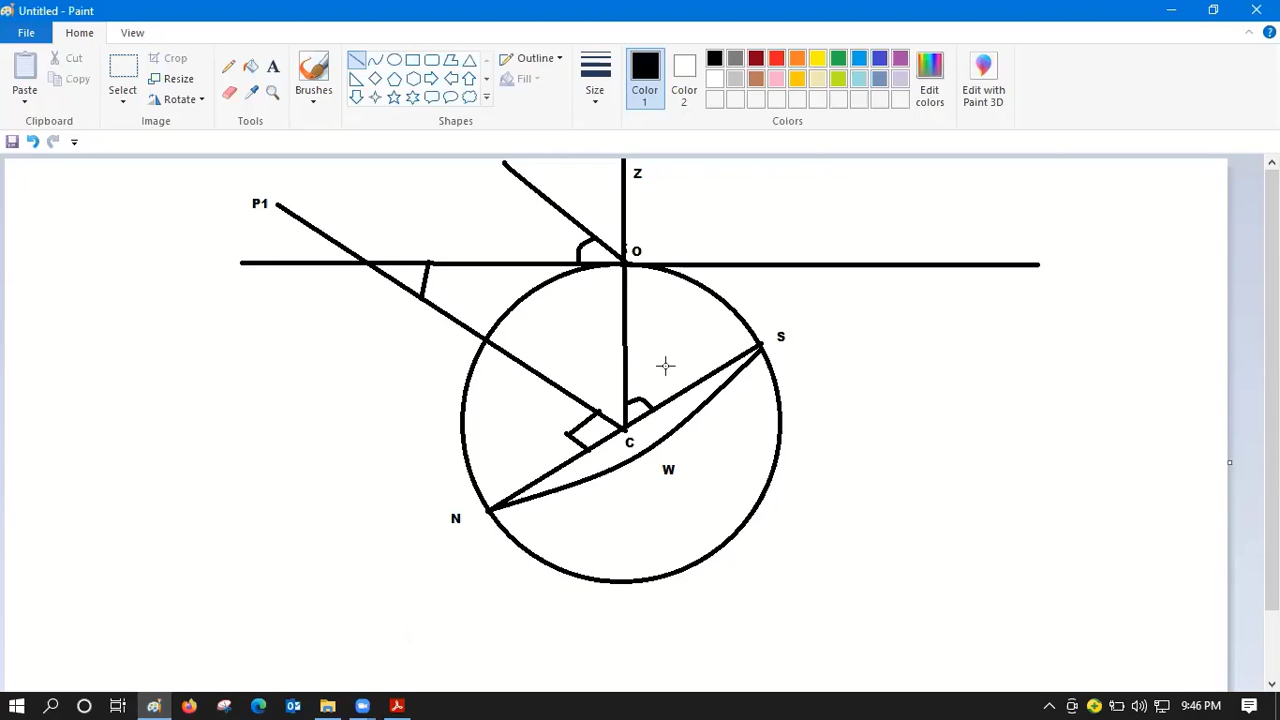 Untitled - Paint
File
Home
View
Paste
Cut
Copy
Clipboard
Select
Crop
Resize
Rotate
Image
A
Tools
Brushes
Outline
Fill
Shapes
Size
Color 1
Color 2
Edit colors
Colors
Edit with Paint 3D
Z
P1
O
S
C
W
N
9:46 PM